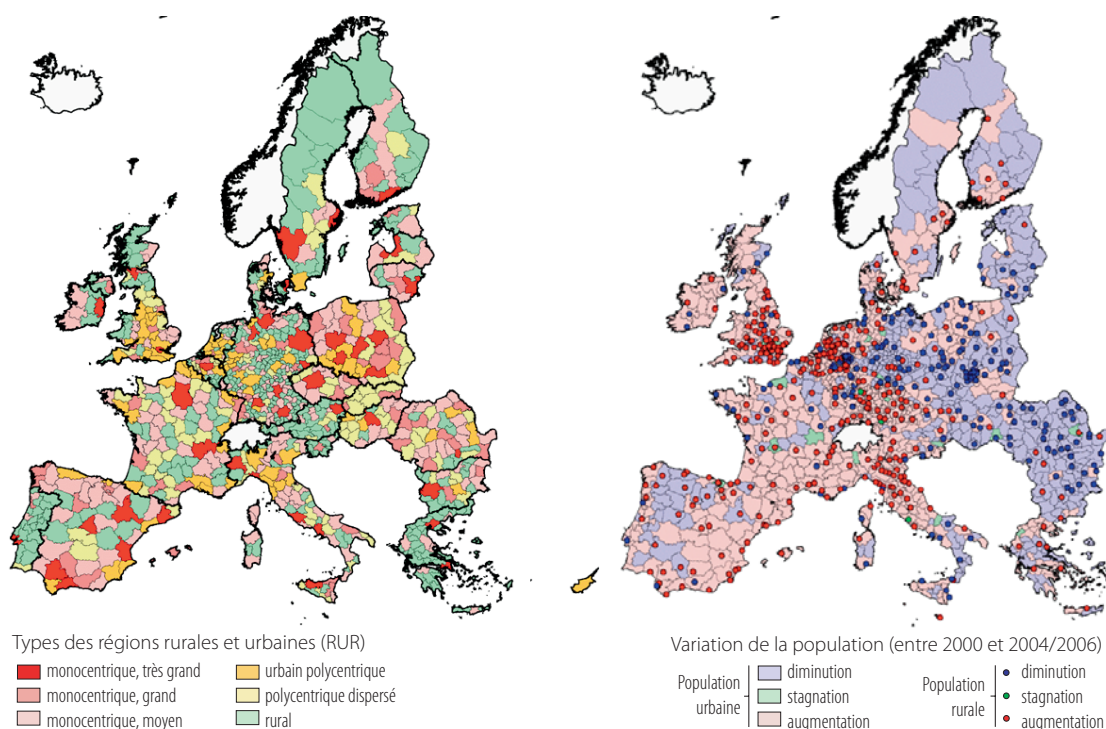 Types des régions rurales et urbaines (RUR)
monocentrique, très grand
monocentrique, grand
monocentrique, moyen
urbain polycentrique
polycentrique dispersé
rural
Variation de la population (entre 2000 et 2004/2006)
Population
urbaine
diminution
stagnation
augmentation
Population
rurale
diminution
stagnation
augmentation